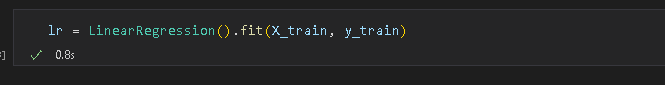 lr = LinearRegression().fit(X_train, y_train)
]
0.8s